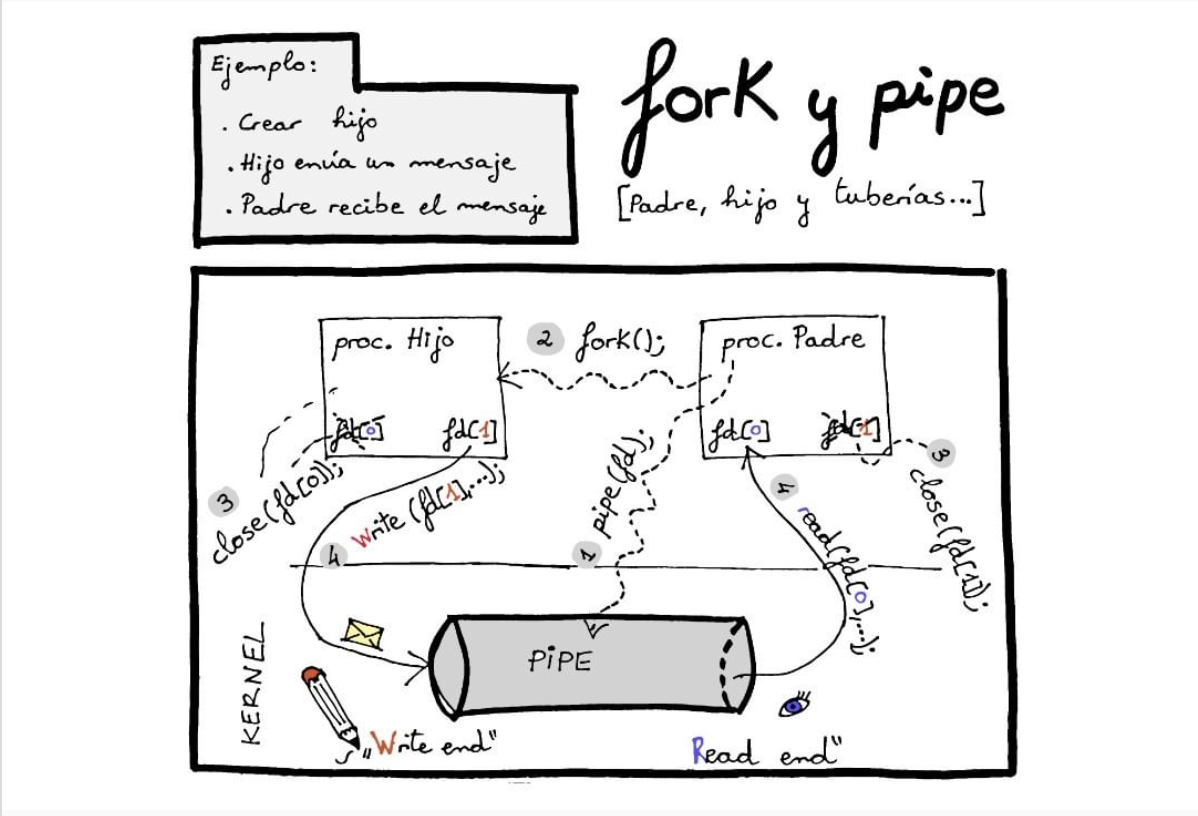 Ejemplo:
. Crear hijo
. Hijo envía un mensaje
. Padre recibe el mensaje
fork y pipe
[Padre, hijo y tuberías...]
proc. Hijo
2 fork();
proc. Padre
fd[0]
fd[1]
fd[0]
fd[1]
3 close(fd[0]);
4 Write (fd[1],...);
1 pipe(fd);
4 read(fd[0],...);
3 close(fd[1]);
KERNEL
PiPE
„Write end"
Read end"